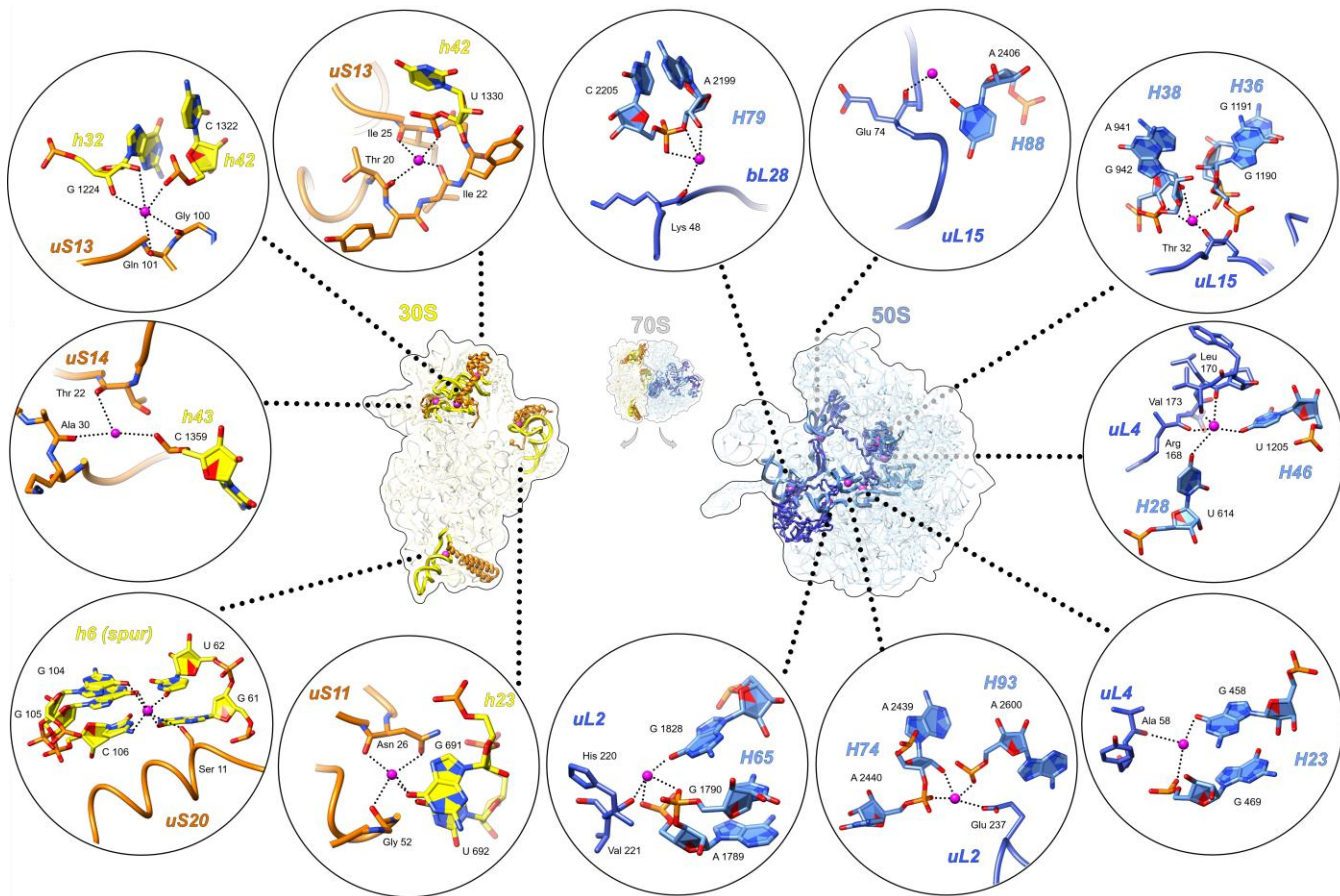 h42
uS13
U 1330
Ile 25
Thr 20
Ile 22
C 2205
A 2199
H79
bL28
Lys 48
A 2406
Glu 74
H88
uL15
H38
H36
G 1191
A 941
G 942
G 1190
Thr 32
uL15
h32
C 1322
h42
G 1224
Gly 100
uS13
Gln 101
30S
70S
50S
uS14
Thr 22
h43
Ala 30
C 1359
Leu
170
Val 173
uL4
Arg
168
U 1205
H46
H28
U 614
h6 (spur)
U 62
G 104
G 61
G 105
C 106
Ser 11
uS20
uS11
h23
Asn 26
G 691
Gly 52
U 692
uL2
G 1828
H65
His 220
G 1790
Val 221
A 1789
H93
A 2439
A 2600
H74
A 2440
Glu 237
uL2
uL4
G 458
Ala 58
H23
G 469